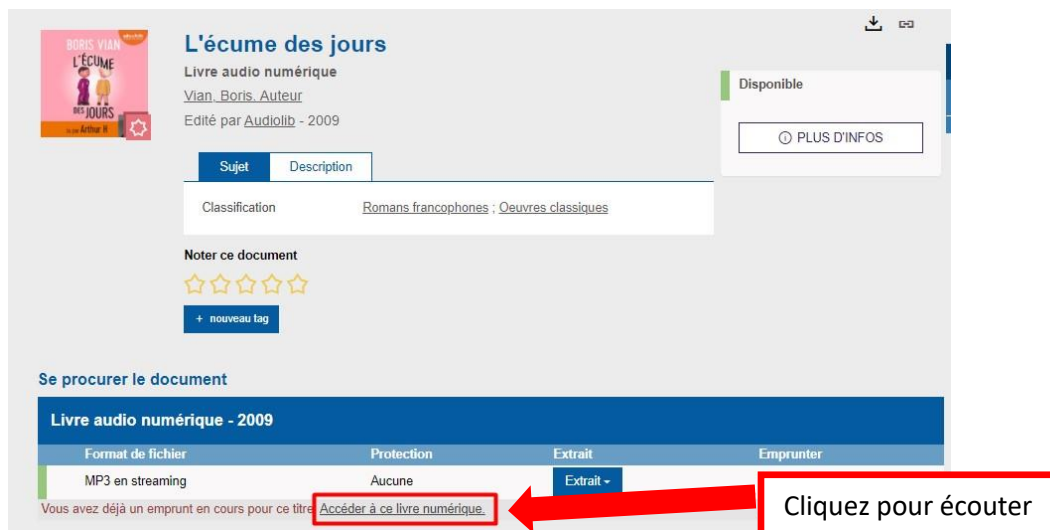 BORIS VIAN
L'ÉCUME
DES JOURS
lu par Arthur H
L'écume des jours
Livre audio numérique
Vian, Boris. Auteur
Edité par Audiolib - 2009
Disponible
PLUS D'INFOS
Sujet Description
Classification Romans francophones ; Oeuvres classiques
Noter ce document
+ nouveau tag
Se procurer le document
Livre audio numérique - 2009
Format de fichier Protection Extrait Emprunter
MP3 en streaming Aucune Extrait
Vous avez déjà un emprunt en cours pour ce titre Accéder à ce livre numérique.
Cliquez pour écouter